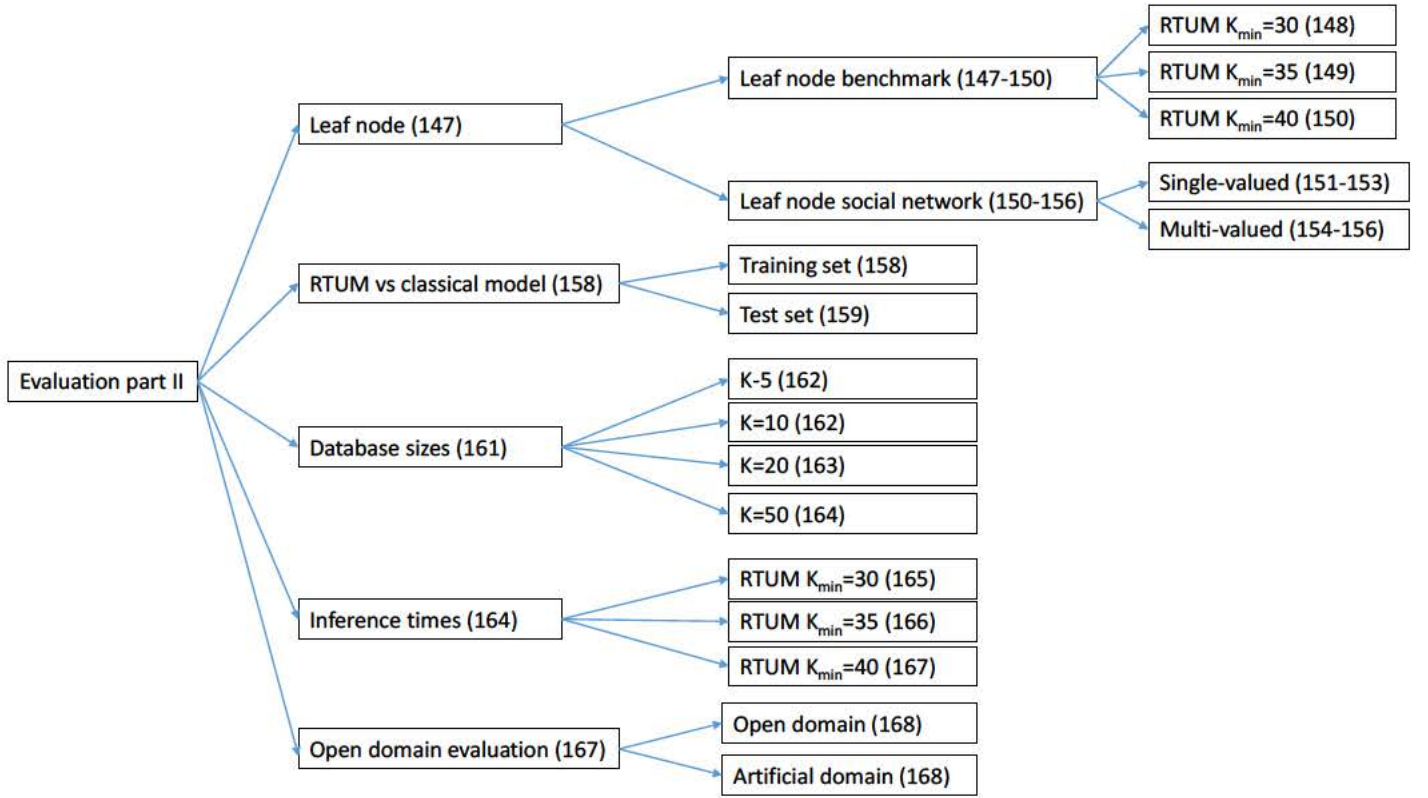 Evaluation part II
Leaf node (147)
Leaf node benchmark (147-150)
RTUM Kmin=30 (148)
RTUM Kmin=35 (149)
RTUM Kmin=40 (150)
Leaf node social network (150-156)
Single-valued (151-153)
Multi-valued (154-156)
RTUM vs classical model (158)
Training set (158)
Test set (159)
Database sizes (161)
K-5 (162)
K=10 (162)
K=20 (163)
K=50 (164)
Inference times (164)
RTUM Kmin=30 (165)
RTUM Kmin=35 (166)
RTUM Kmin=40 (167)
Open domain evaluation (167)
Open domain (168)
Artificial domain (168)